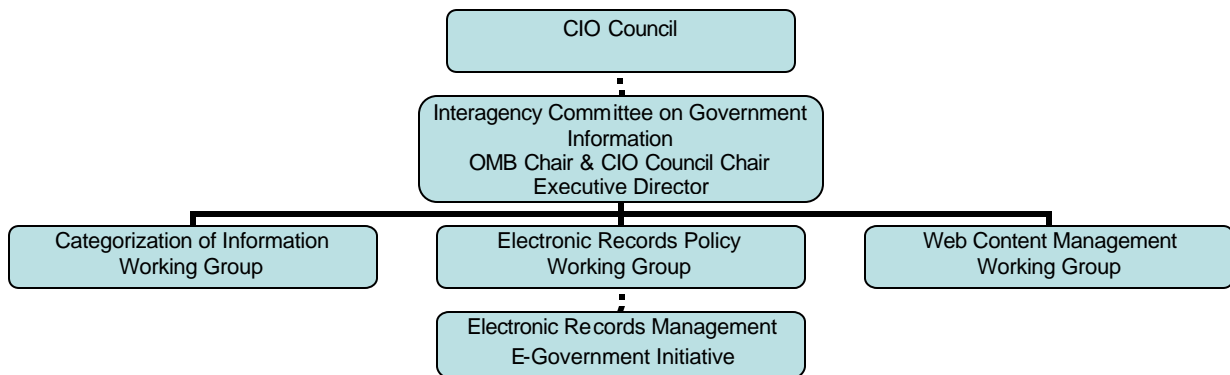 CIO Council
Interagency Committee on Government
Information
OMB Chair & CIO Council Chair
Executive Director
Categorization of Information
Working Group
Electronic Records Policy
Working Group
Web Content Management
Working Group
Electronic Records Management
E-Government Initiative